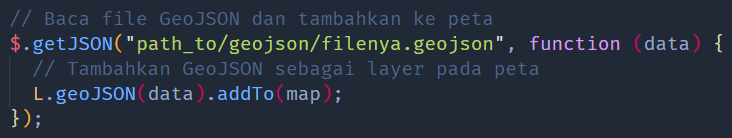 // Baca file GeoJSON dan tambahkan ke peta
$.getJSON("path_to/geojson/filenya.geojson", function (data) {
  // Tambahkan GeoJSON sebagai layer pada peta
  L.geoJSON(data).addTo(map);
});